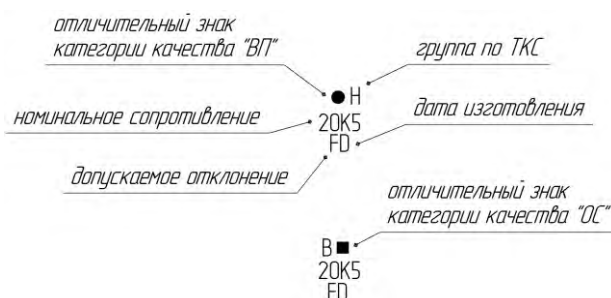 отличительный знак
категории качества "ВП"
группа по ТКС
● Н
номинальное сопротивление
20К5
дата изготовления
FD
допускаемое отклонение
отличительный знак
категории качества "ОС"
В ■
20К5
FD